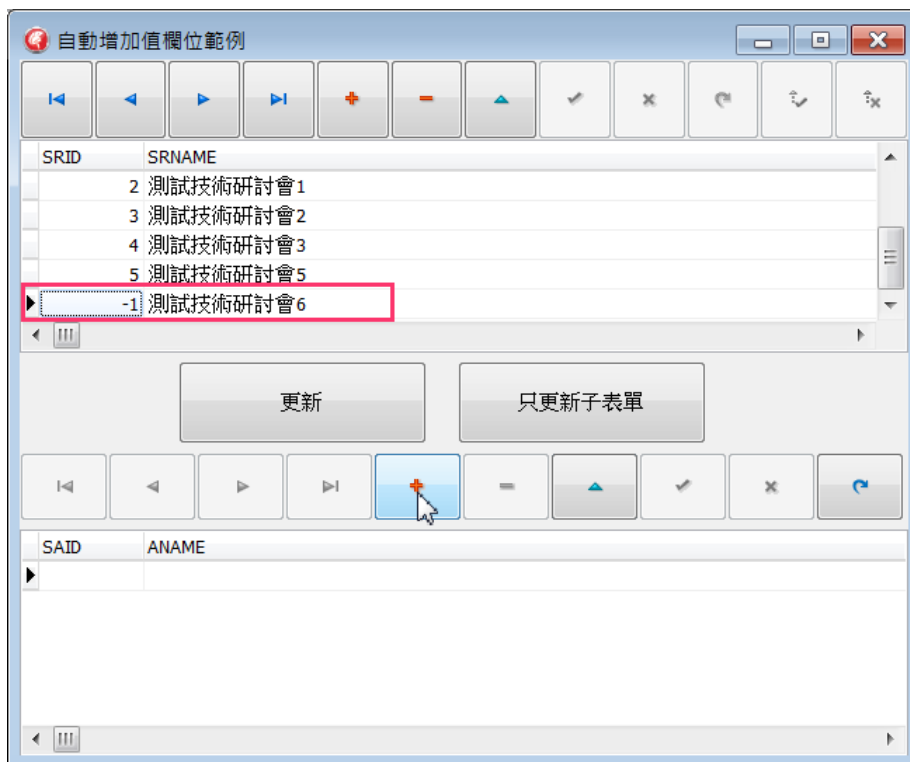 自動增加值欄位範例
SRID SRNAME
2 測試技術研討會1
3 測試技術研討會2
4 測試技術研討會3
5 測試技術研討會5
-1 測試技術研討會6
更新 只更新子表單
SAID ANAME